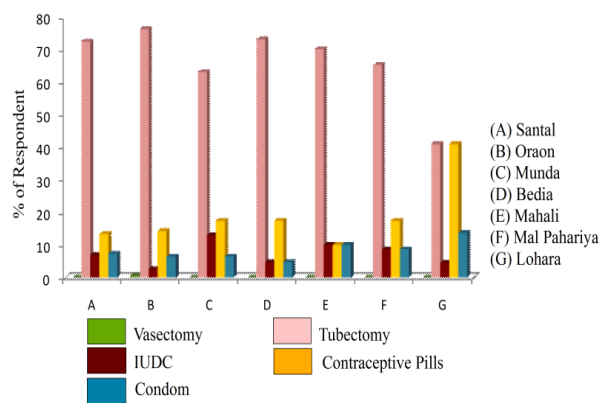 80
70
60
50
40
30
20
10
0
% of Respondent
A B C D E F G
(A) Santal
(B) Oraon
(C) Munda
(D) Bedia
(E) Mahali
(F) Mal Pahariya
(G) Lohara
Vasectomy Tubectomy
IUDC Contraceptive Pills
Condom